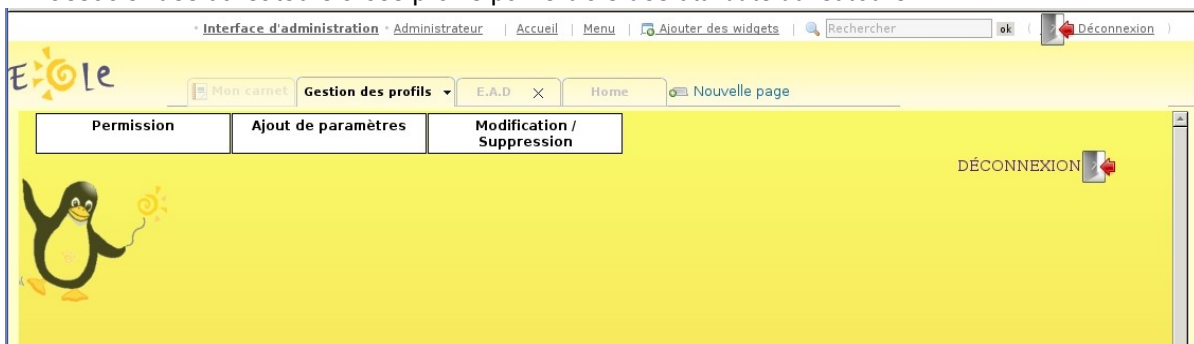 Interface d'administration · Administrateur | Accueil | Menu | Ajouter des widgets | Rechercher ok ( Déconnexion )
Eole
Mon carnet Gestion des profils E.A.D X Home Nouvelle page
Permission Ajout de paramètres Modification / Suppression
DÉCONNEXION